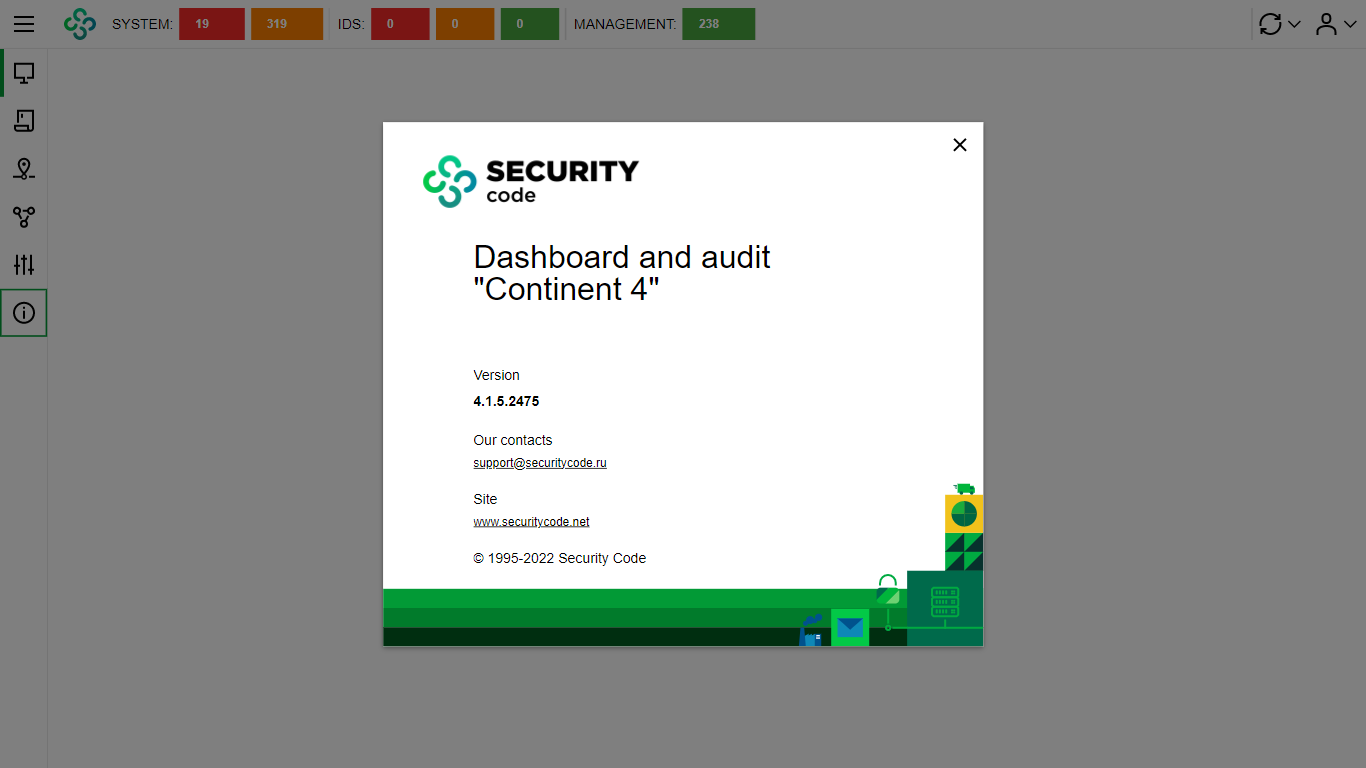 SYSTEM: 19 319 IDS: 0 0 0 MANAGEMENT: 238
SECURITY
code
Dashboard and audit
"Continent 4"
Version
4.1.5.2475
Our contacts
support@securitycode.ru
Site
www.securitycode.net
© 1995-2022 Security Code